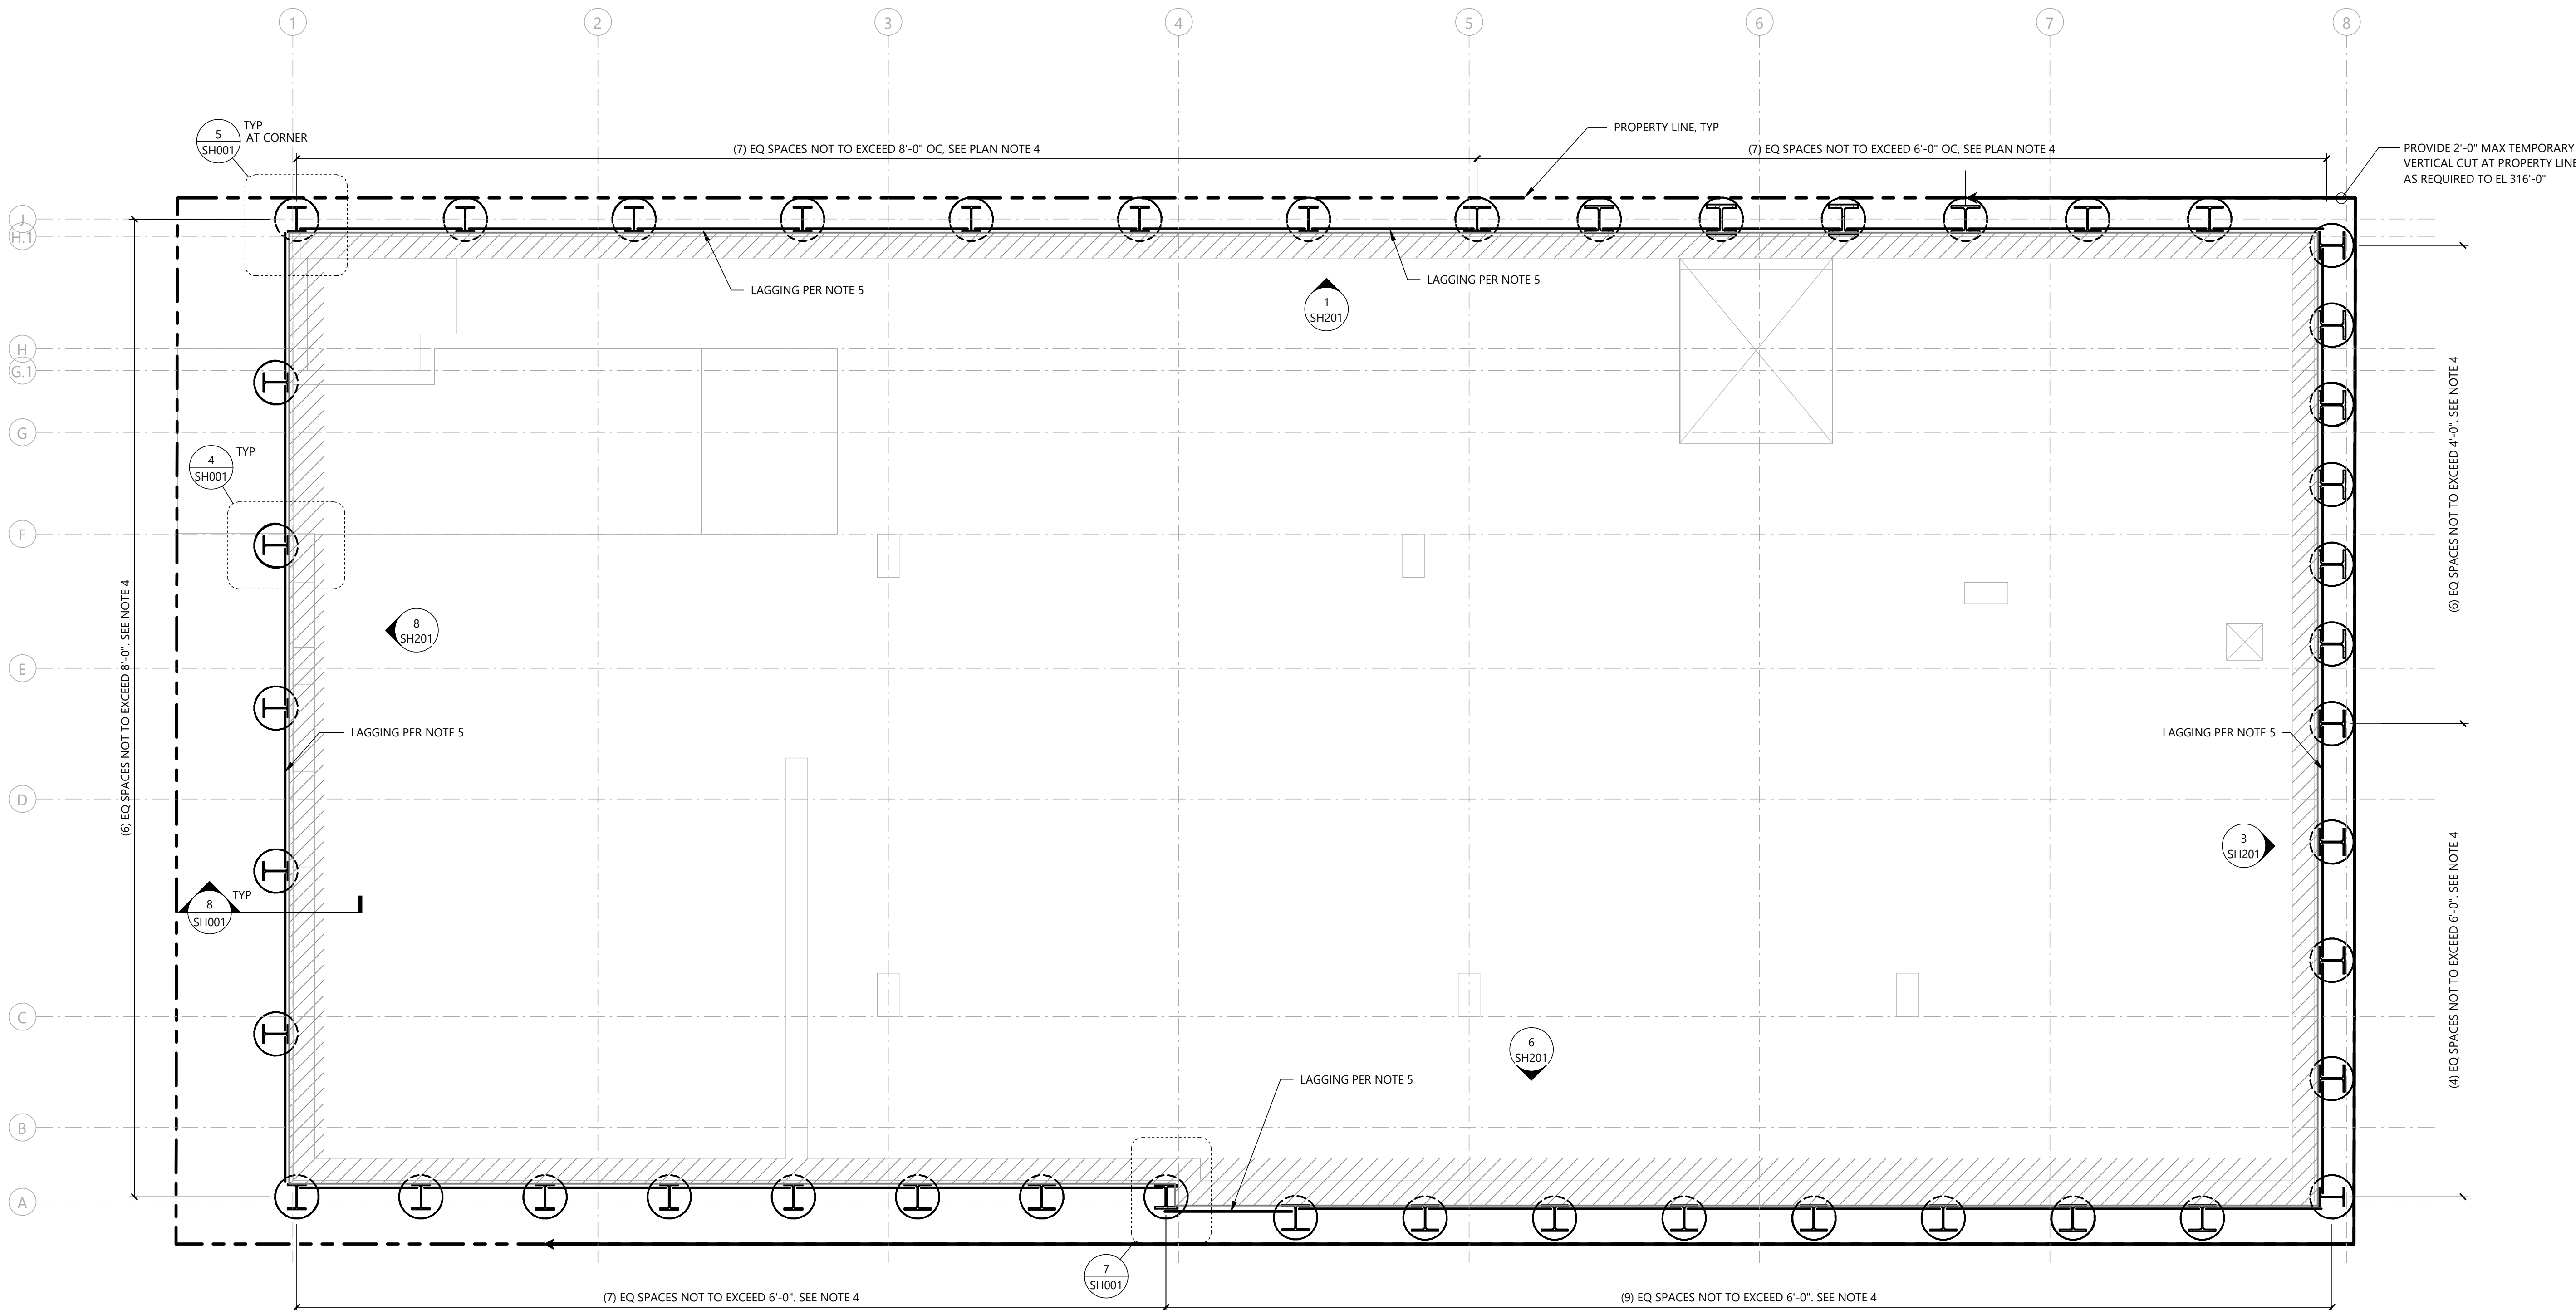 1
2
3
4
5
6
7
8
5
SH001
TYP
AT CORNER
(7) EQ SPACES NOT TO EXCEED 8'-0" OC, SEE PLAN NOTE 4
PROPERTY LINE, TYP
(7) EQ SPACES NOT TO EXCEED 6'-0" OC, SEE PLAN NOTE 4
PROVIDE 2'-0" MAX TEMPORARY
VERTICAL CUT AT PROPERTY LINE
AS REQUIRED TO EL 316'-0"
J
H.1
H
G.1
G
F
E
D
C
B
A
LAGGING PER NOTE 5
LAGGING PER NOTE 5
1
SH201
4
SH001
TYP
(6) EQ SPACES NOT TO EXCEED 4'-0". SEE NOTE 4
8
SH201
(6) EQ SPACES NOT TO EXCEED 8'-0". SEE NOTE 4
LAGGING PER NOTE 5
LAGGING PER NOTE 5
3
SH201
8
SH001
TYP
(4) EQ SPACES NOT TO EXCEED 6'-0". SEE NOTE 4
6
SH201
LAGGING PER NOTE 5
7
SH001
(7) EQ SPACES NOT TO EXCEED 6'-0". SEE NOTE 4
(9) EQ SPACES NOT TO EXCEED 6'-0". SEE NOTE 4